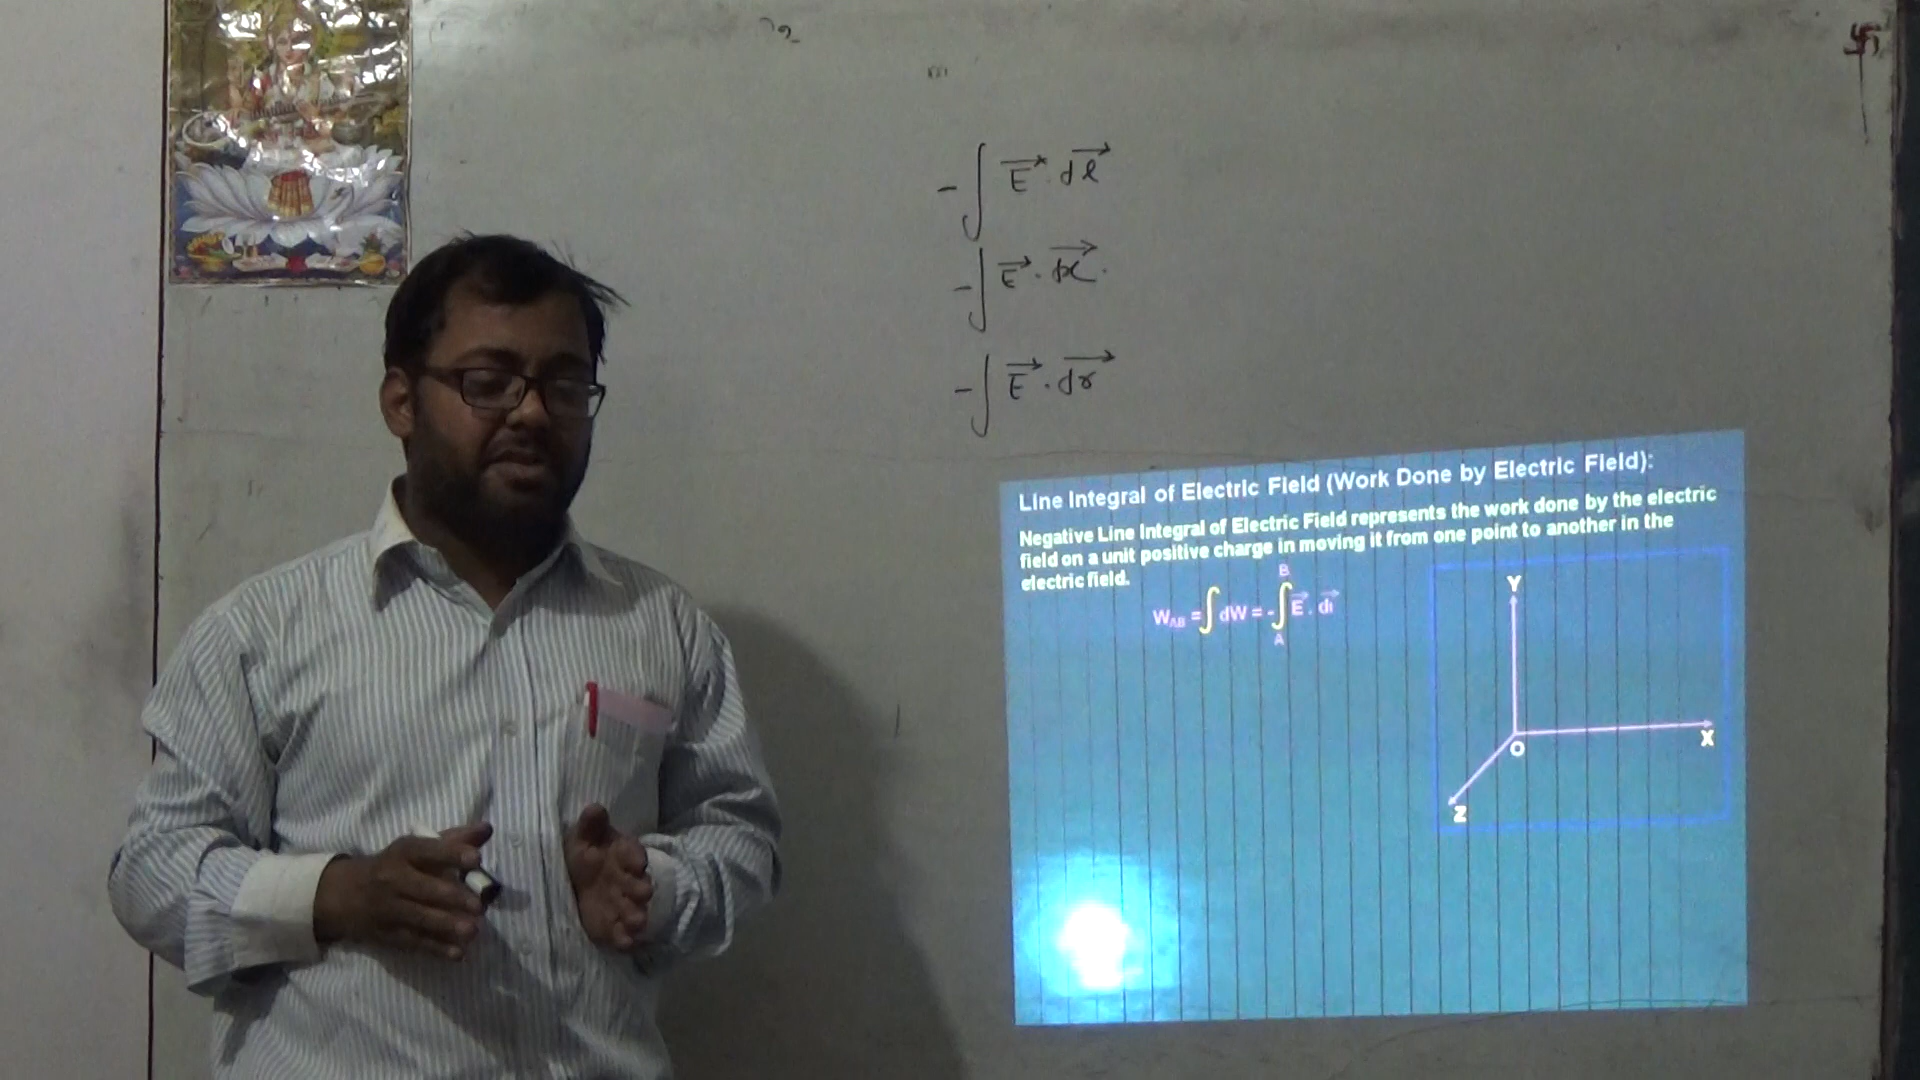 -∫ E⃗ . dl⃗
-∫ E⃗ . dx⃗ .
-∫ E⃗ . dr⃗
Line Integral of Electric Field (Work Done by Electric Field):
Negative Line Integral of Electric Field represents the work done by the electric
field on a unit positive charge in moving it from one point to another in the
electric field.
B
W_AB = ∫ dW = - ∫ E⃗ . dl⃗
A
Y
X
O
Z